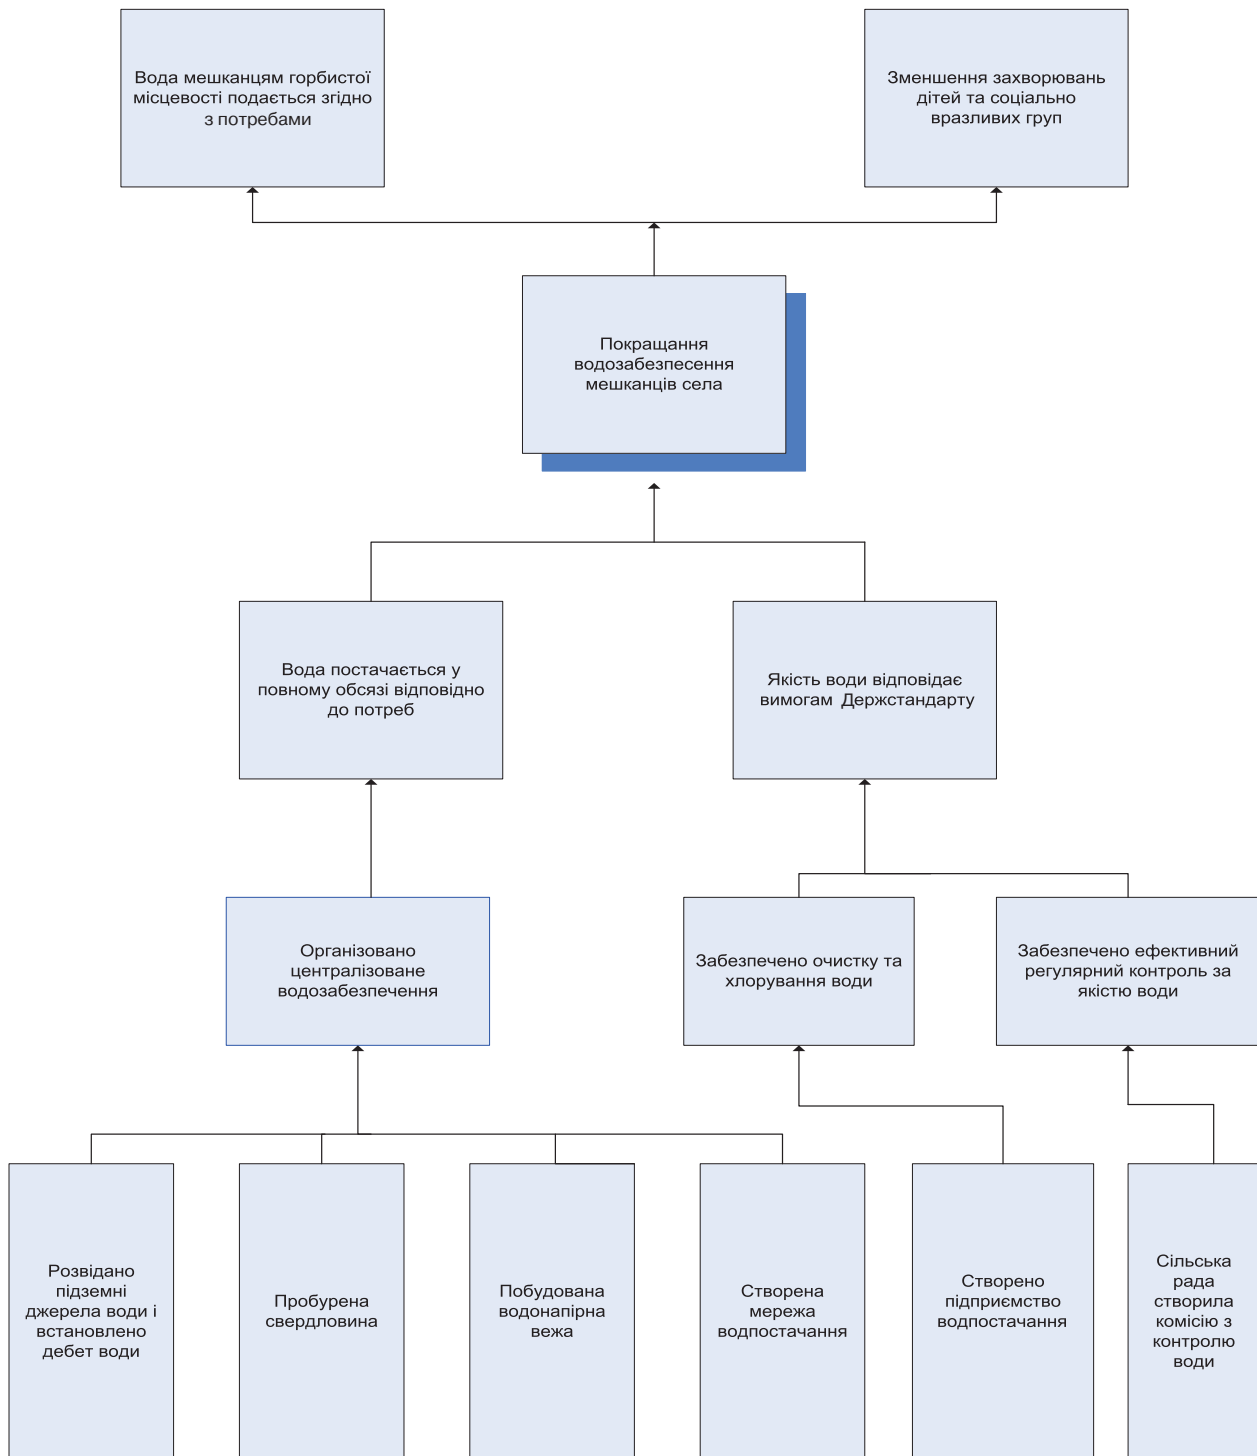 Вода мешканцям горбистої
місцевості подається згідно
з потребами
Зменшення захворювань
дітей та соціально
вразливих груп
Покращання
водозабезпесення
мешканців села
Вода постачається у
повному обсязі відповідно
до потреб
Якість води відповідає
вимогам Держстандарту
Організовано
централізоване
водозабезпечення
Забезпечено очистку та
хлорування води
Забезпечено ефективний
регулярний контроль за
якістю води
Розвідано
підземні
джерела води і
встановлено
дебет води
Пробурена
свердловина
Побудована
водонапірна
вежа
Створена
мережа
водпостачання
Створено
підприємство
водпостачання
Сільська
рада
створила
комісію з
контролю
води